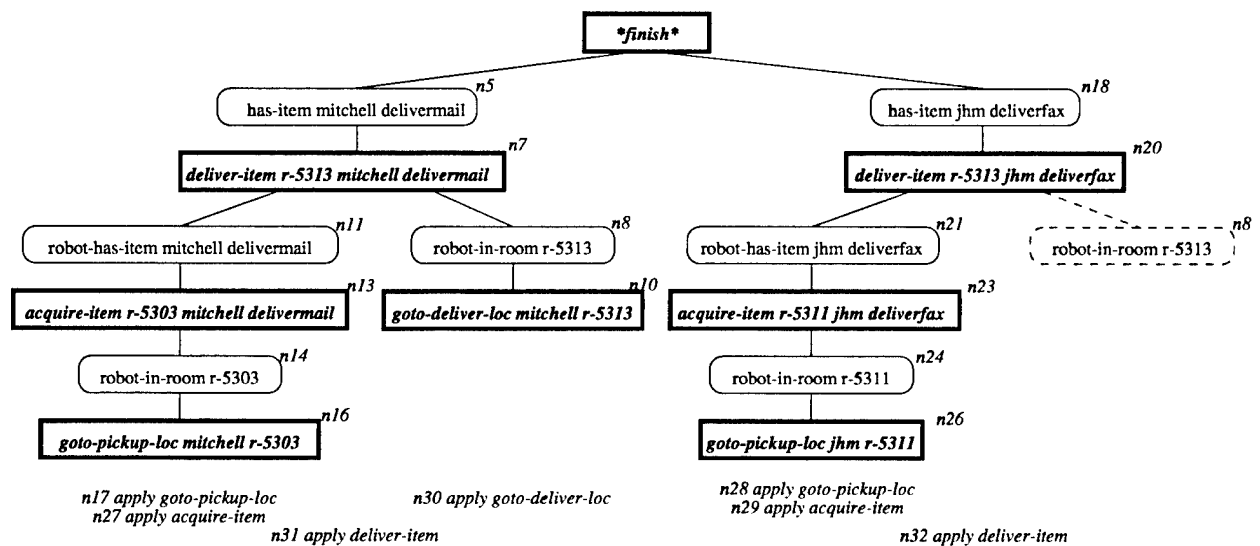 *finish*
n5
n18
has-item mitchell delivermail
has-item jhm deliverfax
n7
n20
deliver-item r-5313 mitchell delivermail
deliver-item r-5313 jhm deliverfax
n11
n8
n21
n8
robot-has-item mitchell delivermail
robot-in-room r-5313
robot-has-item jhm deliverfax
robot-in-room r-5313
n13
n10
n23
acquire-item r-5303 mitchell delivermail
goto-deliver-loc mitchell r-5313
acquire-item r-5311 jhm deliverfax
n14
n24
robot-in-room r-5303
robot-in-room r-5311
n16
n26
goto-pickup-loc mitchell r-5303
goto-pickup-loc jhm r-5311
n17 apply goto-pickup-loc
n30 apply goto-deliver-loc
n28 apply goto-pickup-loc
n27 apply acquire-item
n29 apply acquire-item
n31 apply deliver-item
n32 apply deliver-item